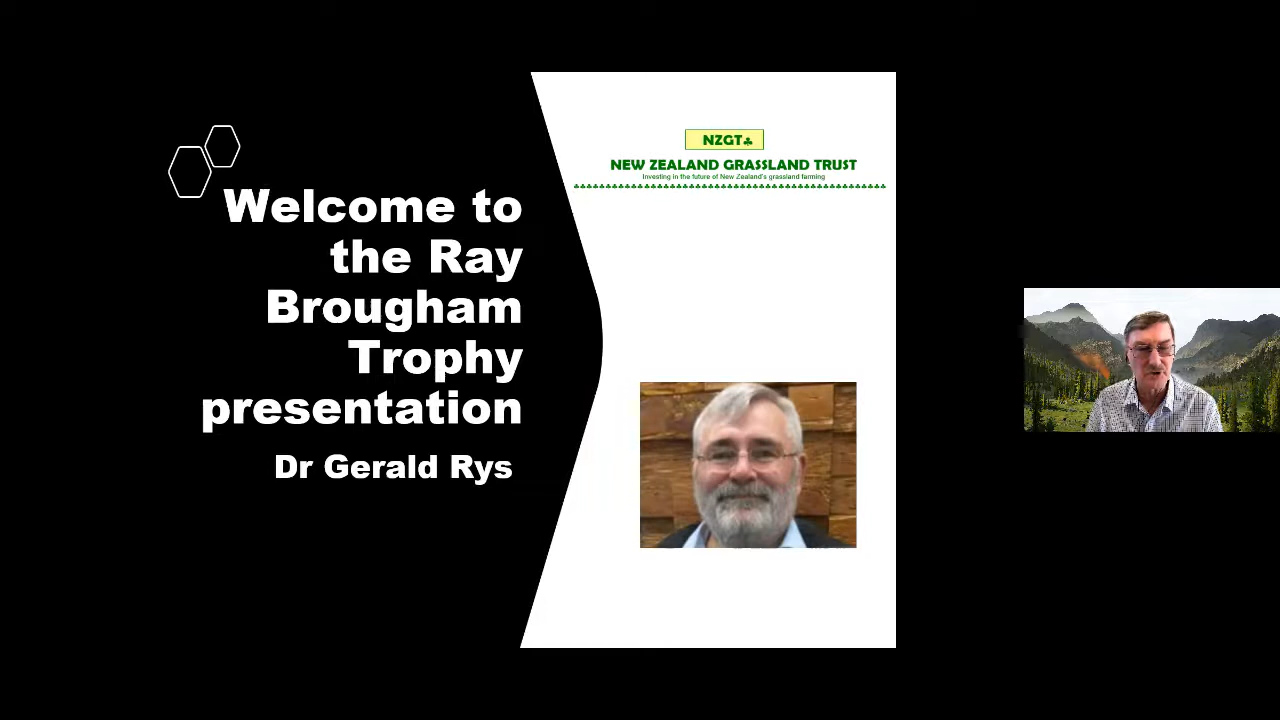 Welcome to
the Ray
Brougham
Trophy
presentation
Dr Gerald Rys
NZGT♣
NEW ZEALAND GRASSLAND TRUST
Investing in the future of New Zealand's grassland farming